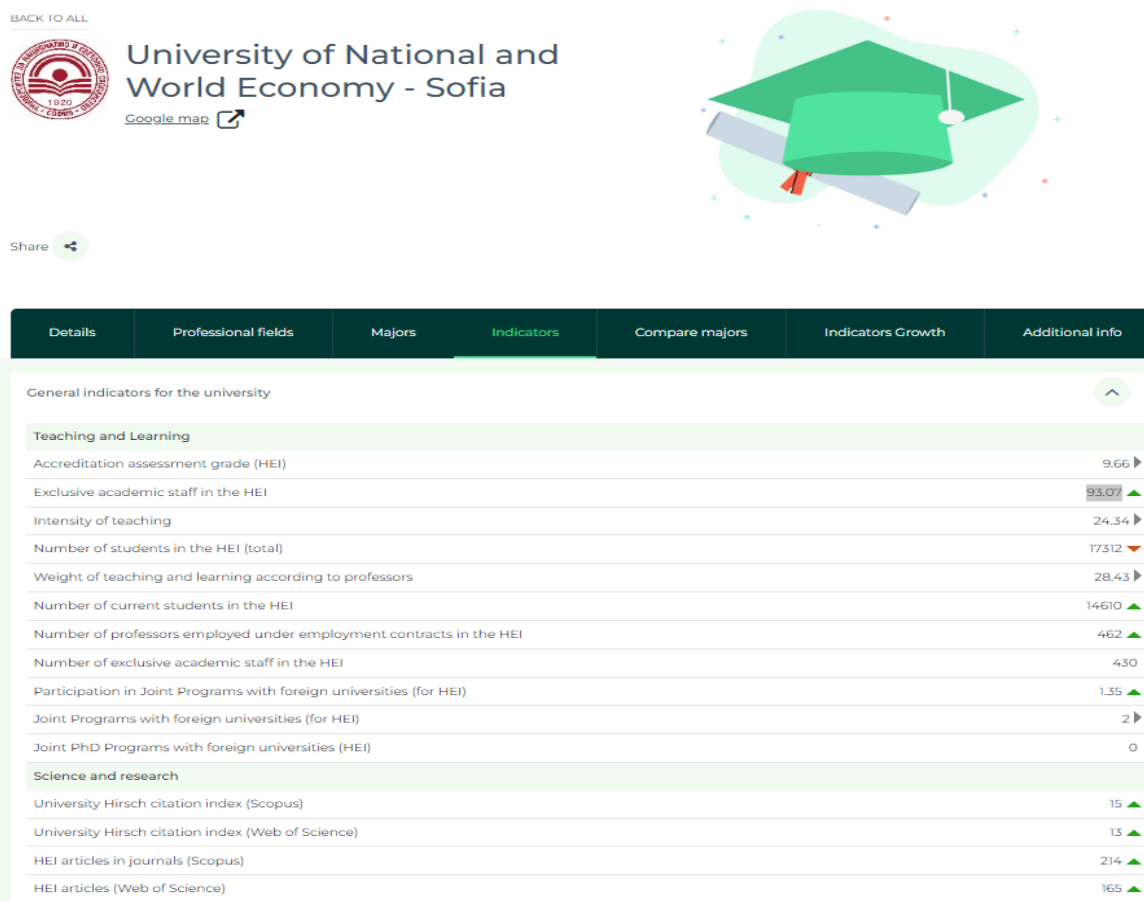 BACK TO ALL
University of National and
World Economy - Sofia
1920
Google map
Share
Details Professional fields Majors Indicators Compare majors Indicators Growth Additional info
General indicators for the university
Teaching and Learning
Accreditation assessment grade (HEI) 9.66
Exclusive academic staff in the HEI 93.07
Intensity of teaching 24.34
Number of students in the HEI (total) 17312
Weight of teaching and learning according to professors 28.43
Number of current students in the HEI 14610
Number of professors employed under employment contracts in the HEI 462
Number of exclusive academic staff in the HEI 430
Participation in Joint Programs with foreign universities (for HEI) 1.35
Joint Programs with foreign universities (for HEI) 2
Joint PhD Programs with foreign universities (HEI) 0
Science and research
University Hirsch citation index (Scopus) 15
University Hirsch citation index (Web of Science) 13
HEI articles in journals (Scopus) 214
HEI articles (Web of Science) 165